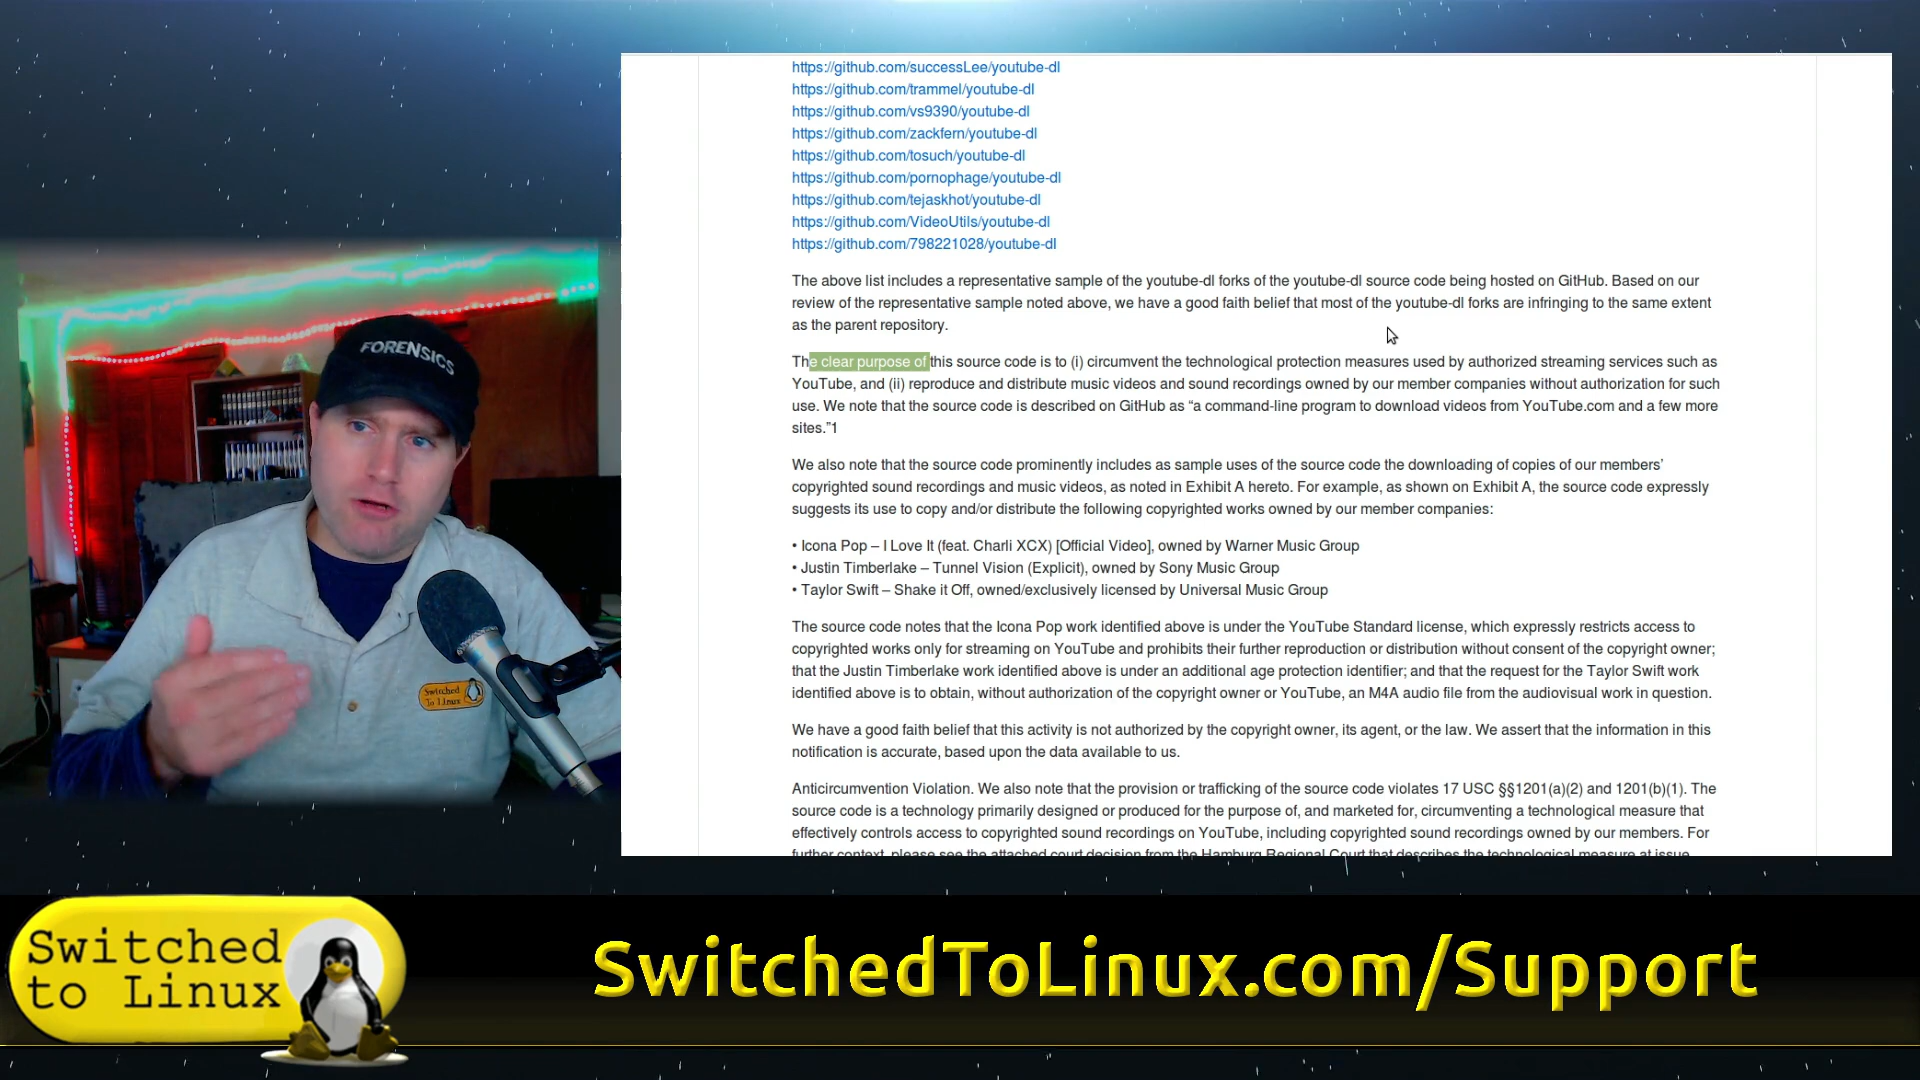 https://github.com/successLee/youtube-dl
https://github.com/trammel/youtube-dl
https://github.com/vs9390/youtube-dl
https://github.com/zackfern/youtube-dl
https://github.com/tosuch/youtube-dl
https://github.com/pornophage/youtube-dl
https://github.com/tejaskhot/youtube-dl
https://github.com/VideoUtils/youtube-dl
https://github.com/798221028/youtube-dl
The above list includes a representative sample of the youtube-dl forks of the youtube-dl source code being hosted on GitHub. Based on our
review of the representative sample noted above, we have a good faith belief that most of the youtube-dl forks are infringing to the same extent
as the parent repository.
The clear purpose of this source code is to (i) circumvent the technological protection measures used by authorized streaming services such as
YouTube, and (ii) reproduce and distribute music videos and sound recordings owned by our member companies without authorization for such
use. We note that the source code is described on GitHub as “a command-line program to download videos from YouTube.com and a few more
sites.”1
We also note that the source code prominently includes as sample uses of the source code the downloading of copies of our members’
copyrighted sound recordings and music videos, as noted in Exhibit A hereto. For example, as shown on Exhibit A, the source code expressly
suggests its use to copy and/or distribute the following copyrighted works owned by our member companies:
• Icona Pop – I Love It (feat. Charli XCX) [Official Video], owned by Warner Music Group
• Justin Timberlake – Tunnel Vision (Explicit), owned by Sony Music Group
• Taylor Swift – Shake it Off, owned/exclusively licensed by Universal Music Group
The source code notes that the Icona Pop work identified above is under the YouTube Standard license, which expressly restricts access to
copyrighted works only for streaming on YouTube and prohibits their further reproduction or distribution without consent of the copyright owner;
that the Justin Timberlake work identified above is under an additional age protection identifier; and that the request for the Taylor Swift work
identified above is to obtain, without authorization of the copyright owner or YouTube, an M4A audio file from the audiovisual work in question.
We have a good faith belief that this activity is not authorized by the copyright owner, its agent, or the law. We assert that the information in this
notification is accurate, based upon the data available to us.
Anticircumvention Violation. We also note that the provision or trafficking of the source code violates 17 USC §§1201(a)(2) and 1201(b)(1). The
source code is a technology primarily designed or produced for the purpose of, and marketed for, circumventing a technological measure that
effectively controls access to copyrighted sound recordings on YouTube, including copyrighted sound recordings owned by our members. For
further context, please see the attached court decision from the Hamburg Regional Court that describes the technological measure at issue
FORENSICS
Switched
To Linux
Switched
to Linux
SwitchedToLinux.com/Support